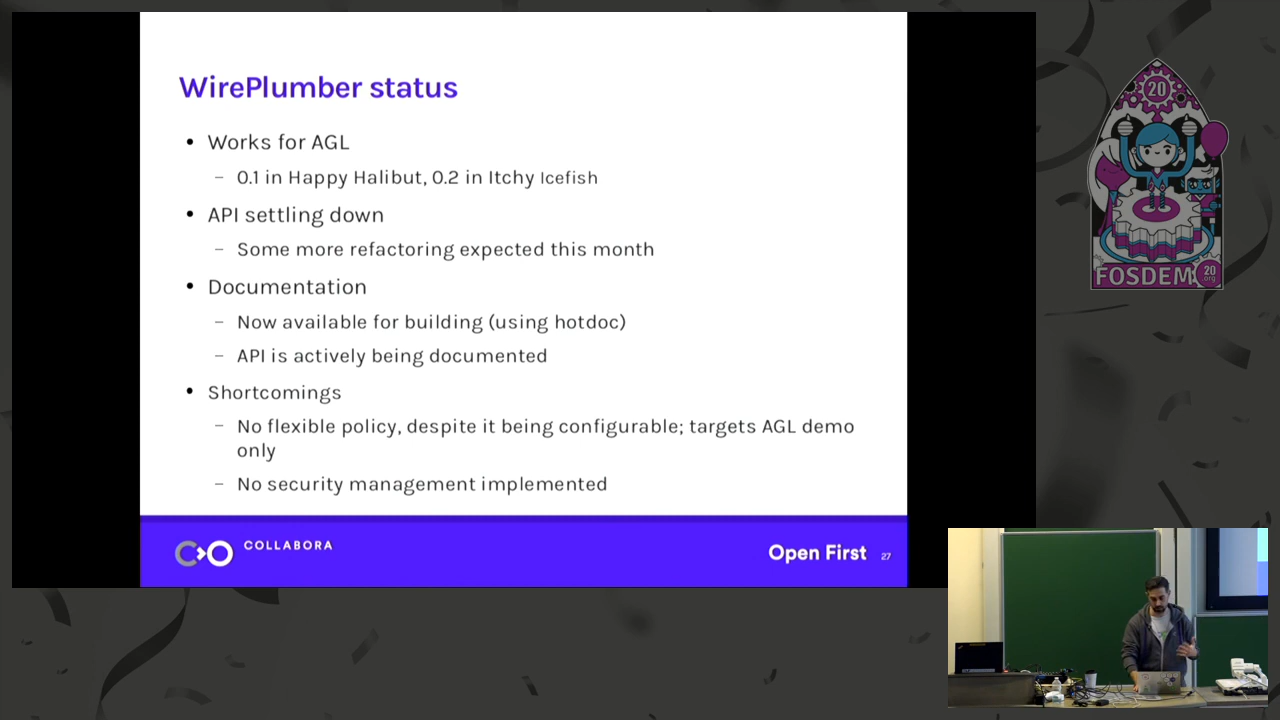 WirePlumber status
• Works for AGL
– 0.1 in Happy Halibut, 0.2 in Itchy Icefish
• API settling down
– Some more refactoring expected this month
• Documentation
– Now available for building (using hotdoc)
– API is actively being documented
• Shortcomings
– No flexible policy, despite it being configurable; targets AGL demo
only
– No security management implemented
COLLABORA
Open First 27
20
FOSDEM 20
.org